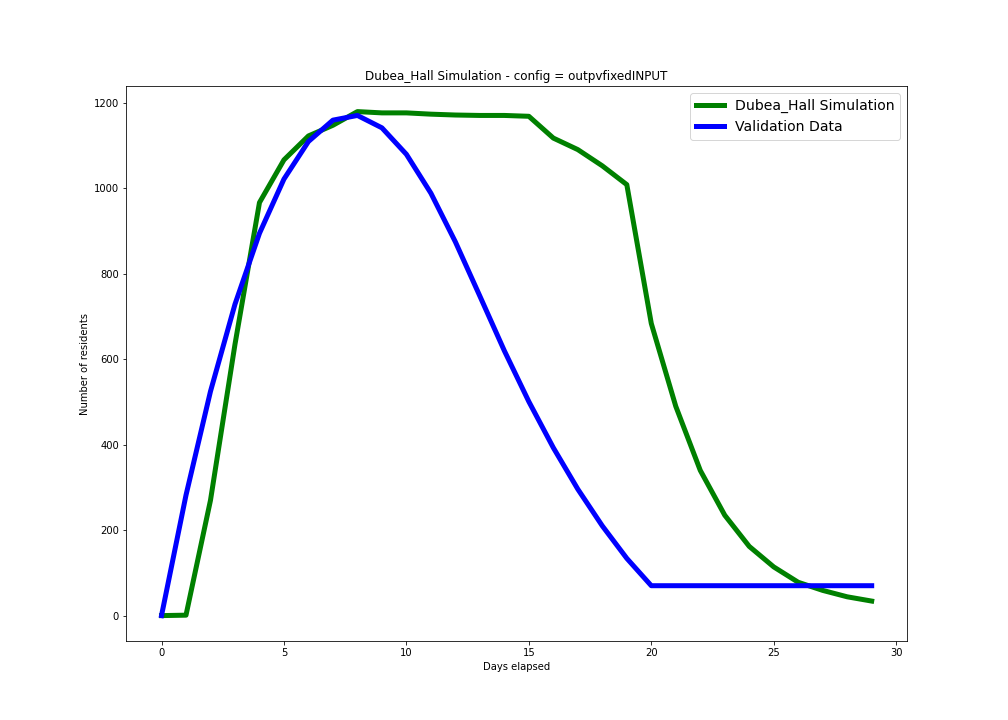 Dubea_Hall Simulation - config = outpvfixedINPUT
Dubea_Hall Simulation
Validation Data
Number of residents
1200
1000
800
600
400
200
0
0 5 10 15 20 25 30
Days elapsed